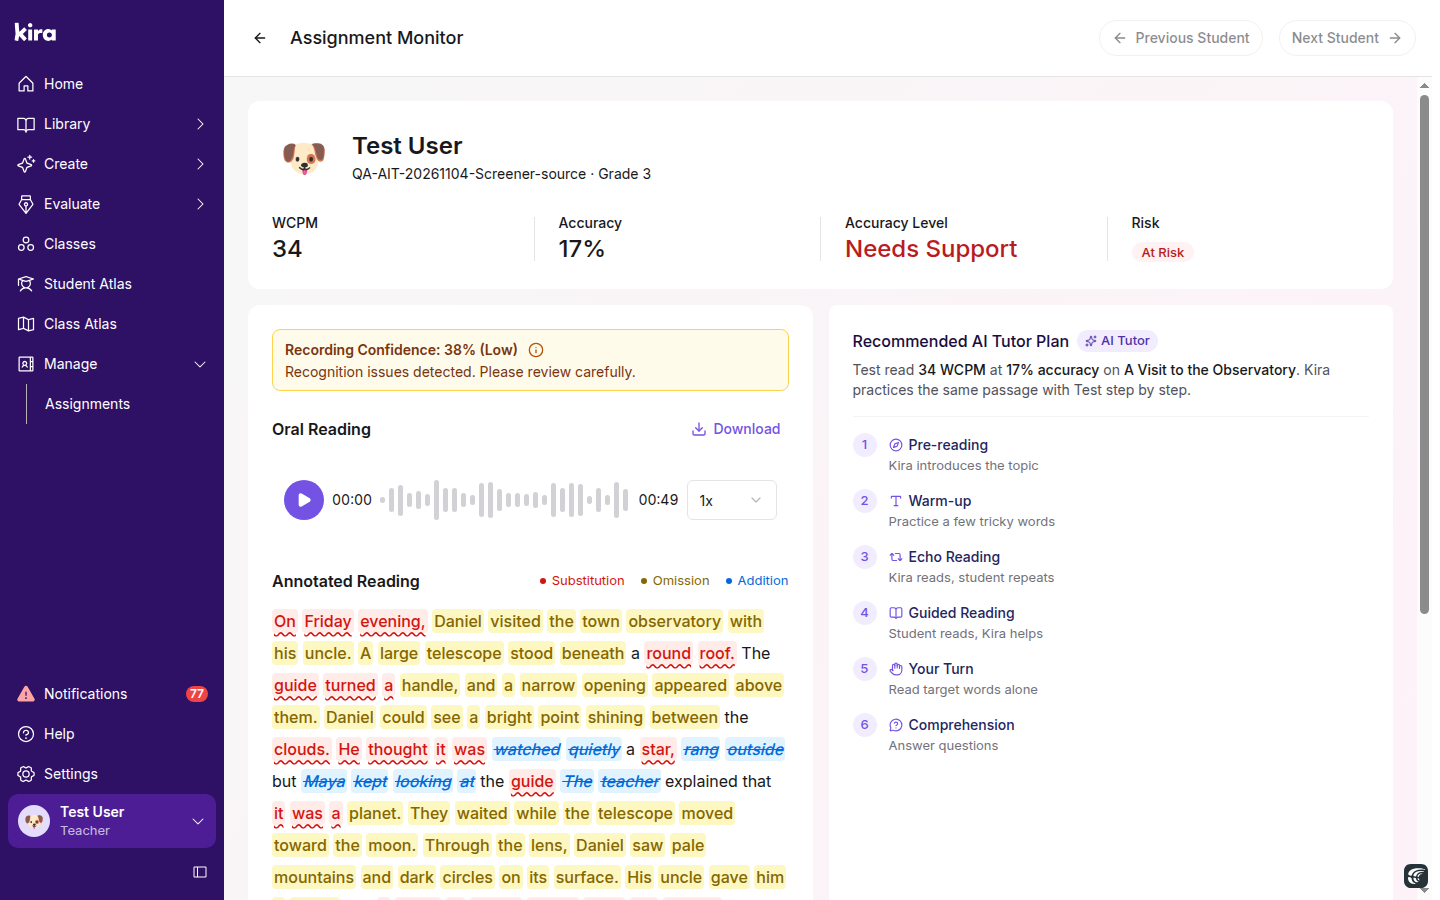 kira
Home
Library
Create
Evaluate
Classes
Student Atlas
Class Atlas
Manage
Assignments
Notifications 77
Help
Settings
Test User
Teacher
Assignment Monitor
Previous Student
Next Student
Test User
QA-AIT-20261104-Screener-source · Grade 3
WCPM
34
Accuracy
17%
Accuracy Level
Needs Support
Risk
At Risk
Recording Confidence: 38% (Low)
Recognition issues detected. Please review carefully.
Oral Reading
Download
00:00
00:49
1x
Annotated Reading
Substitution
Omission
Addition
On Friday evening, Daniel visited the town observatory with
his uncle. A large telescope stood beneath a round roof. The
guide turned a handle, and a narrow opening appeared above
them. Daniel could see a bright point shining between the
clouds. He thought it was watched quietly a star, rang outside
but Maya kept looking at the guide The teacher explained that
it was a planet. They waited while the telescope moved
toward the moon. Through the lens, Daniel saw pale
mountains and dark circles on its surface. His uncle gave him
Recommended AI Tutor Plan
AI Tutor
Test read 34 WCPM at 17% accuracy on A Visit to the Observatory. Kira
practices the same passage with Test step by step.
1 Pre-reading
Kira introduces the topic
2 Warm-up
Practice a few tricky words
3 Echo Reading
Kira reads, student repeats
4 Guided Reading
Student reads, Kira helps
5 Your Turn
Read target words alone
6 Comprehension
Answer questions